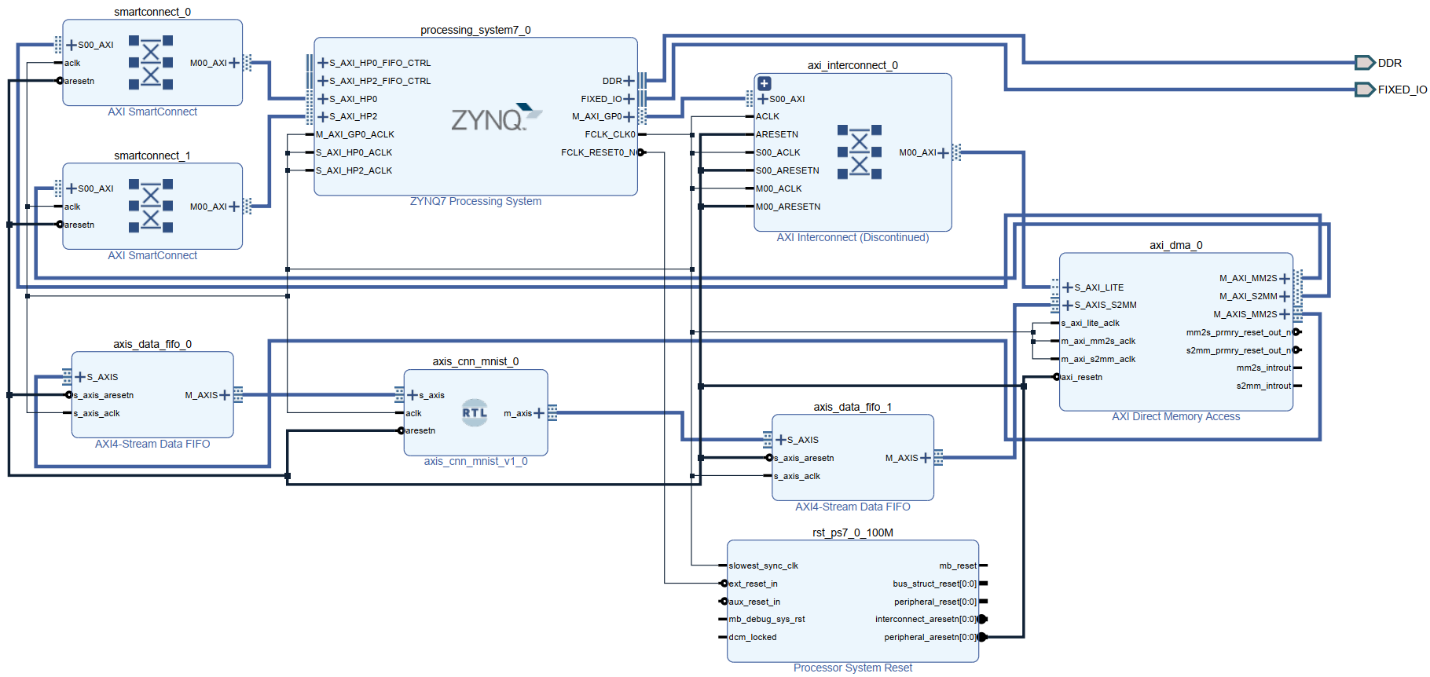 smartconnect_0
S00_AXI
aclk
aresetn
M00_AXI
AXI SmartConnect
smartconnect_1
S00_AXI
aclk
aresetn
M00_AXI
AXI SmartConnect
processing_system7_0
S_AXI_HP0_FIFO_CTRL
S_AXI_HP2_FIFO_CTRL
S_AXI_HP0
S_AXI_HP2
M_AXI_GP0_ACLK
S_AXI_HP0_ACLK
S_AXI_HP2_ACLK
ZYNQ
DDR
FIXED_IO
M_AXI_GP0
FCLK_CLK0
FCLK_RESET0_N
ZYNQ7 Processing System
axi_interconnect_0
S00_AXI
ACLK
ARESETN
S00_ACLK
S00_ARESETN
M00_ACLK
M00_ARESETN
M00_AXI
AXI Interconnect (Discontinued)
DDR
FIXED_IO
axi_dma_0
S_AXI_LITE
S_AXIS_S2MM
s_axi_lite_aclk
m_axi_mm2s_aclk
m_axi_s2mm_aclk
axi_resetn
M_AXI_MM2S
M_AXI_S2MM
M_AXIS_MM2S
mm2s_prmry_reset_out_n
s2mm_prmry_reset_out_n
mm2s_introut
s2mm_introut
AXI Direct Memory Access
axis_data_fifo_0
S_AXIS
s_axis_aresetn
s_axis_aclk
M_AXIS
AXI4-Stream Data FIFO
axis_cnn_mnist_0
s_axis
aclk
aresetn
RTL
m_axis
axis_cnn_mnist_v1_0
axis_data_fifo_1
S_AXIS
s_axis_aresetn
s_axis_aclk
M_AXIS
AXI4-Stream Data FIFO
rst_ps7_0_100M
slowest_sync_clk
ext_reset_in
aux_reset_in
mb_debug_sys_rst
dcm_locked
mb_reset
bus_struct_reset[0:0]
peripheral_reset[0:0]
interconnect_aresetn[0:0]
peripheral_aresetn[0:0]
Processor System Reset